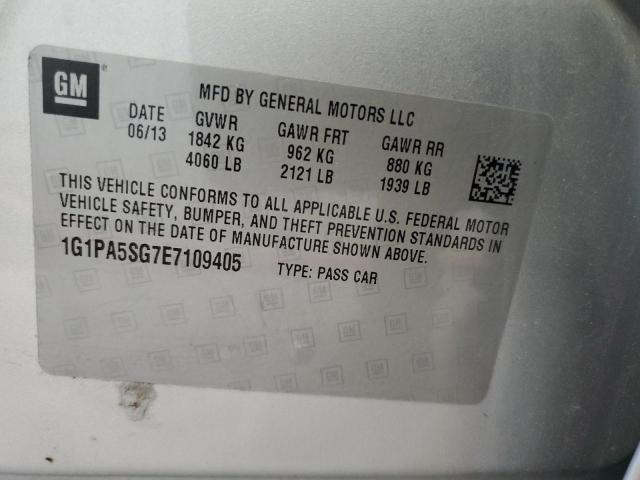 GM
MFD BY GENERAL MOTORS LLC
DATE GVWR GAWR FRT GAWR RR
06/13 1842 KG 962 KG 880 KG
4060 LB 2121 LB 1939 LB
THIS VEHICLE CONFORMS TO ALL APPLICABLE U.S. FEDERAL MOTOR
VEHICLE SAFETY, BUMPER, AND THEFT PREVENTION STANDARDS IN
EFFECT ON THE DATE OF MANUFACTURE SHOWN ABOVE.
1G1PA5SG7E7109405 TYPE: PASS CAR